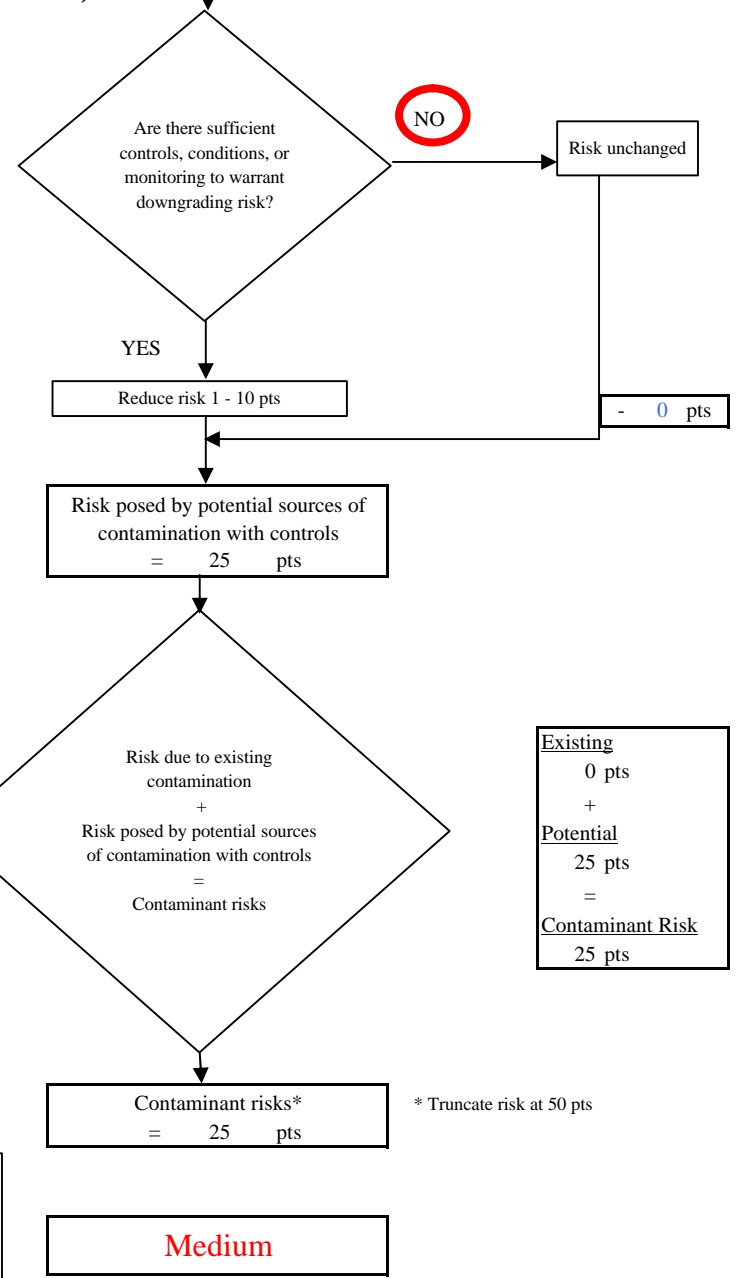 Are there sufficient
controls, conditions, or
monitoring to warrant
downgrading risk?
NO
Risk unchanged
YES
Reduce risk 1 - 10 pts
- 0 pts
Risk posed by potential sources of
contamination with controls
= 25 pts
Risk due to existing
contamination
+
Risk posed by potential sources
of contamination with controls
=
Contaminant risks
Existing
0 pts
+
Potential
25 pts
=
Contaminant Risk
25 pts
Contaminant risks*
= 25 pts
* Truncate risk at 50 pts
Medium